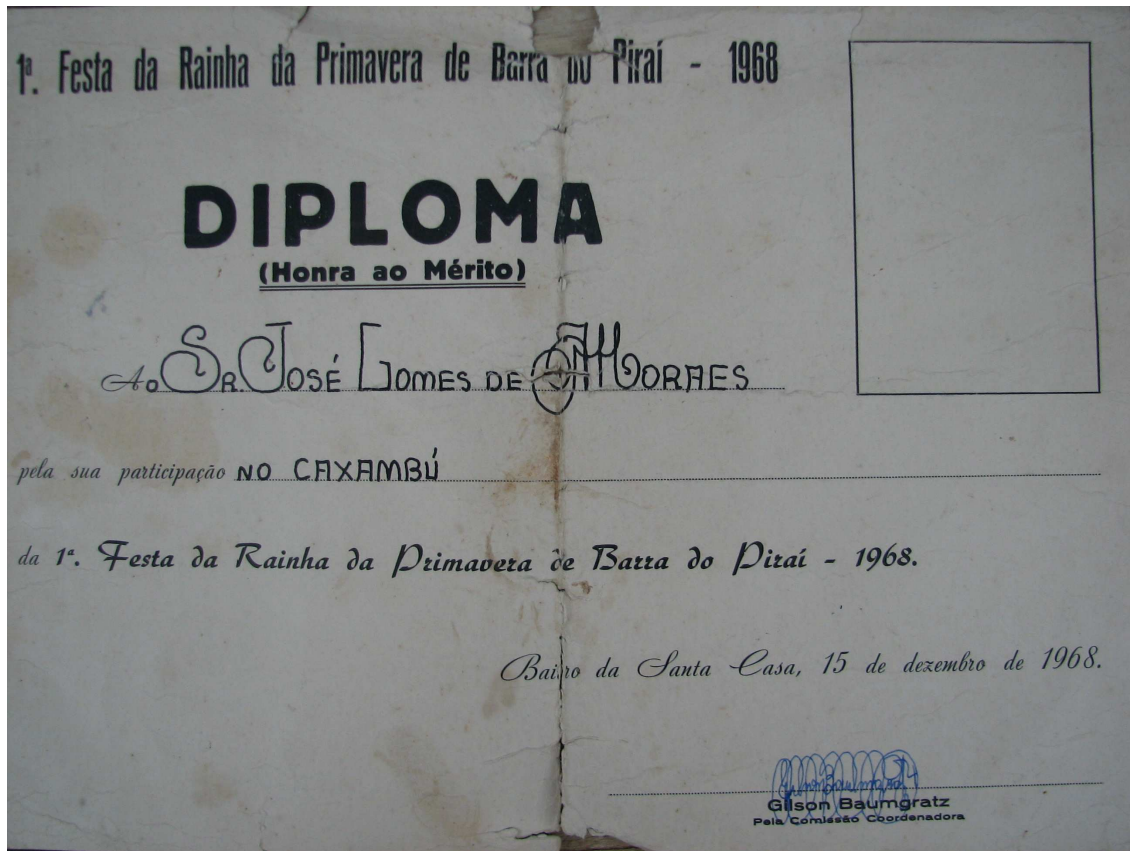 1ª. Festa da Rainha da Primavera de Barra do Piraí - 1968
DIPLOMA
(Honra ao Mérito)
Ao Sr. José Gomes de Moraes
pela sua participação NO CAXAMBÚ
da 1ª. Festa da Rainha da Primavera de Barra do Piraí - 1968.
Bairro da Santa Casa, 15 de dezembro de 1968.
Gilson Baumgratz
Gilson Baumgratz
Pela Comissão Coordenadora